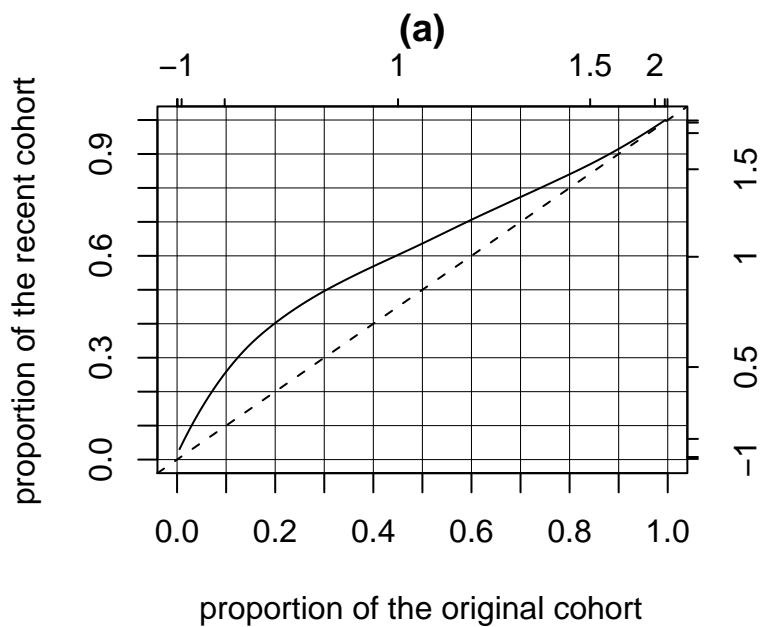 (a)
−1 1 1.5 2
proportion of the recent cohort
0.0 0.3 0.6 0.9
−1 0.5 1 1.5
0.0 0.2 0.4 0.6 0.8 1.0
proportion of the original cohort